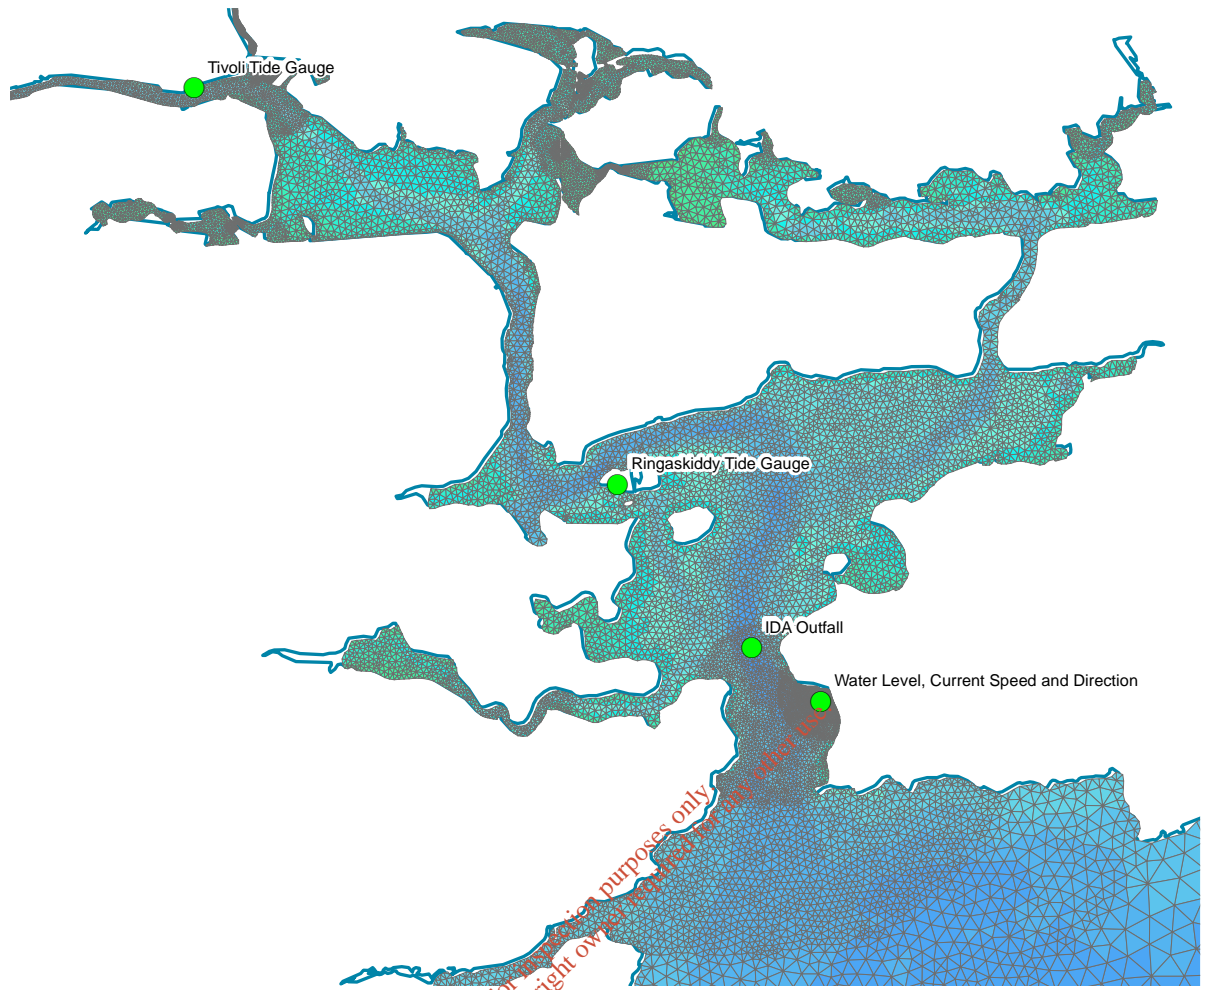 Tivoli Tide Gauge
Ringaskiddy Tide Gauge
IDA Outfall
Water Level, Current Speed and Direction
inspection purposes only
right owner required for any other use